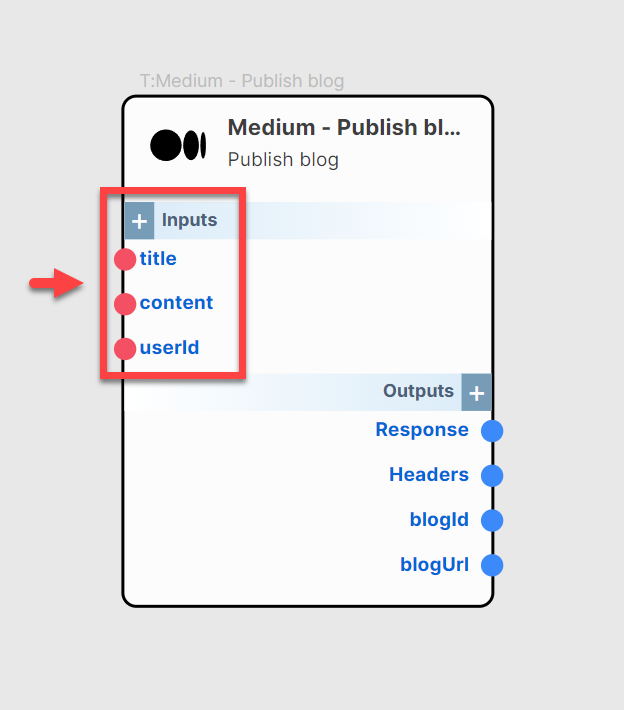 T:Medium - Publish blog
Medium - Publish bl...
Publish blog
+ Inputs
title
content
userId
Outputs +
Response
Headers
blogId
blogUrl